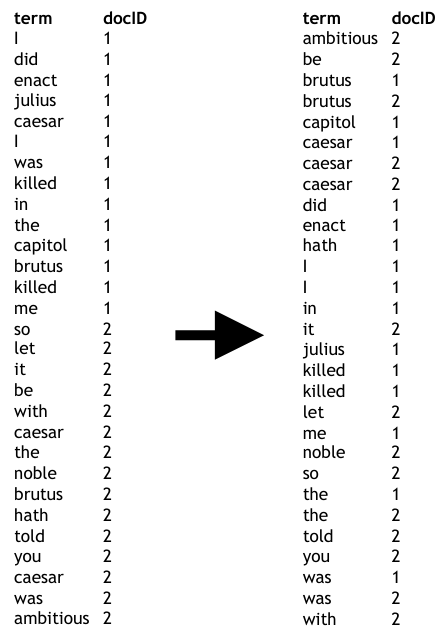 term docID
I 1
did 1
enact 1
julius 1
caesar 1
I 1
was 1
killed 1
in 1
the 1
capitol 1
brutus 1
killed 1
me 1
so 2
let 2
it 2
be 2
with 2
caesar 2
the 2
noble 2
brutus 2
hath 2
told 2
you 2
caesar 2
was 2
ambitious 2
term docID
ambitious 2
be 2
brutus 1
brutus 2
capitol 1
caesar 1
caesar 2
caesar 2
did 1
enact 1
hath 1
I 1
I 1
in 1
it 2
julius 1
killed 1
killed 1
let 2
me 1
noble 2
so 2
the 1
the 2
told 2
you 2
was 1
was 2
with 2